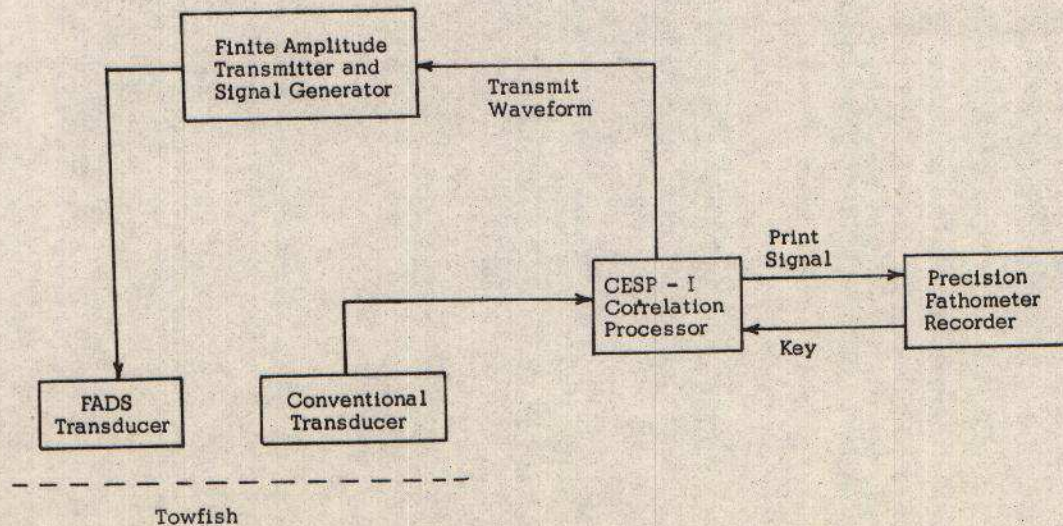 Finite Amplitude
Transmitter and
Signal Generator
Transmit
Waveform
Print
Signal
CESP - I
Correlation
Processor
Precision
Fathometer
Recorder
Key
FADS
Transducer
Conventional
Transducer
Towfish